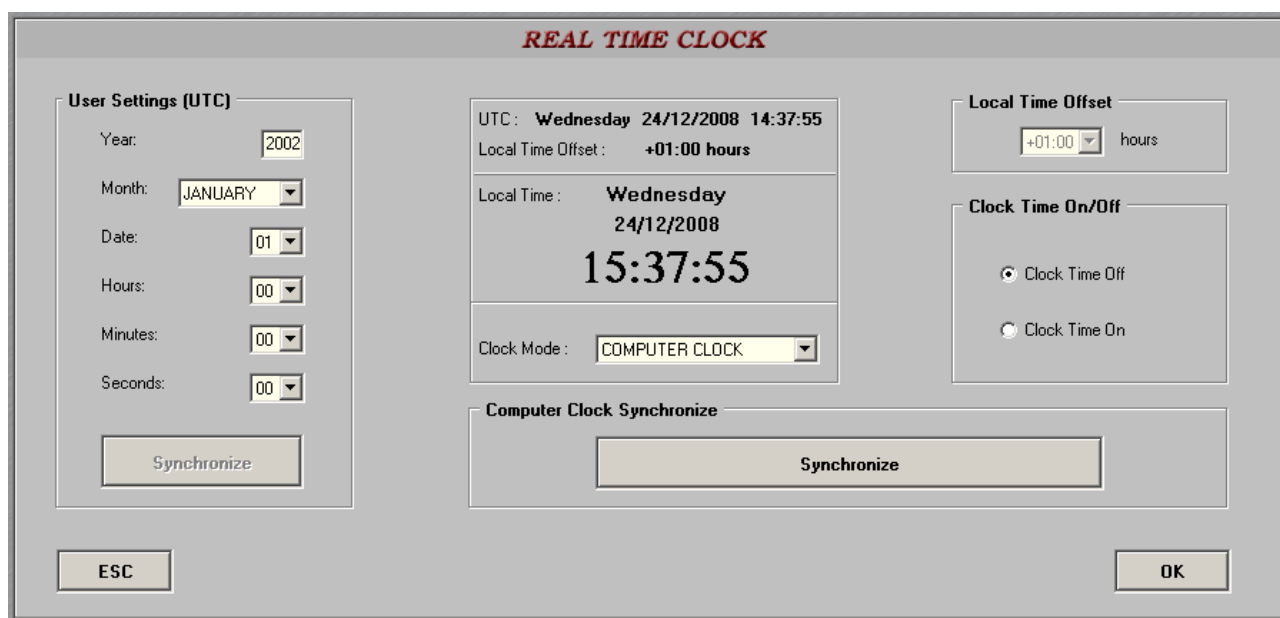 REAL TIME CLOCK
User Settings (UTC)
Year: 2002
Month: JANUARY
Date: 01
Hours: 00
Minutes: 00
Seconds: 00
Synchronize
UTC : Wednesday 24/12/2008 14:37:55
Local Time Offset : +01:00 hours
Local Time : Wednesday
24/12/2008
15:37:55
Clock Mode : COMPUTER CLOCK
Local Time Offset
+01:00 hours
Clock Time On/Off
Clock Time Off
Clock Time On
Computer Clock Synchronize
Synchronize
ESC
OK